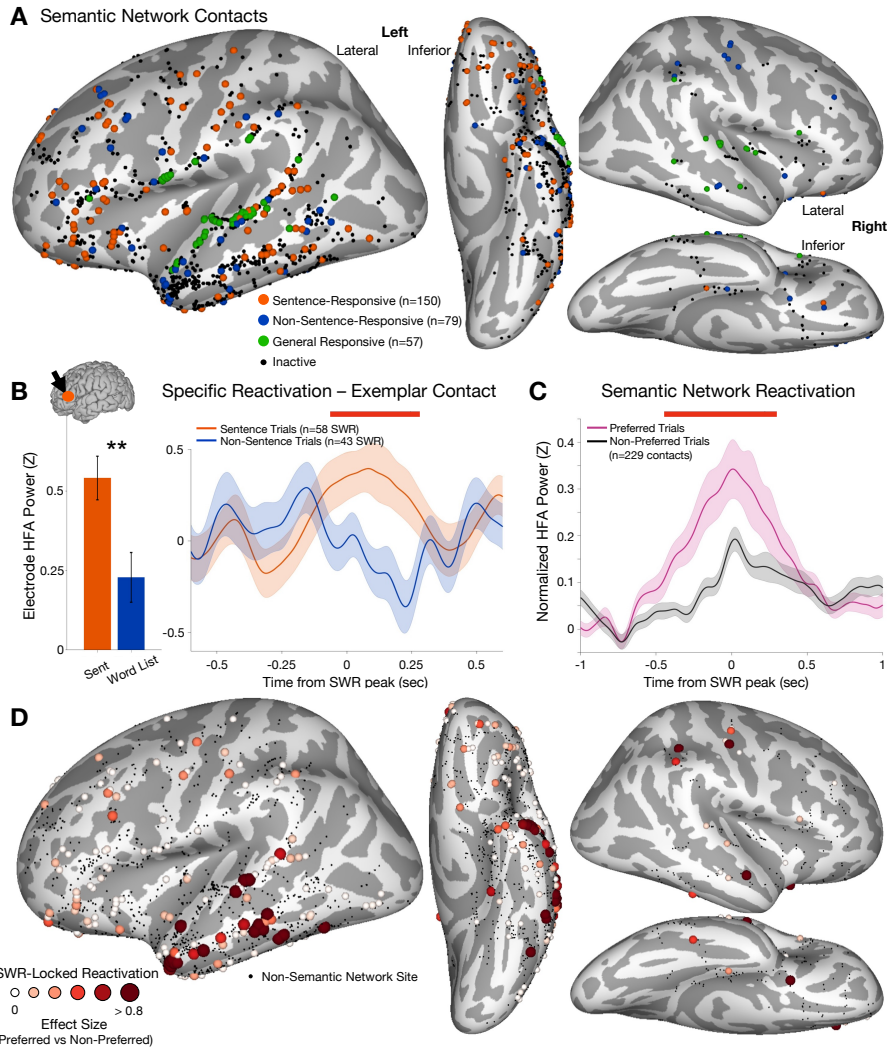 A Semantic Network Contacts
Left
Lateral Inferior
Lateral
Right
Inferior
Sentence-Responsive (n=150)
Non-Sentence-Responsive (n=79)
General Responsive (n=57)
Inactive
B
Specific Reactivation – Exemplar Contact
**
Electrode HFA Power (Z)
0.5
0.25
0
Sent
Word List
Sentence Trials (n=58 SWR)
Non-Sentence Trials (n=43 SWR)
0.5
0
-0.5
-0.5 -0.25 0 0.25 0.5
Time from SWR peak (sec)
C Semantic Network Reactivation
Preferred Trials
Non-Preferred Trials
(n=229 contacts)
Normalized HFA Power (Z)
0.4
0.3
0.2
0.1
0
-1 -0.5 0 0.5 1
Time from SWR peak (sec)
D
SWR-Locked Reactivation
0 > 0.8
Effect Size
Preferred vs Non-Preferred)
Non-Semantic Network Site